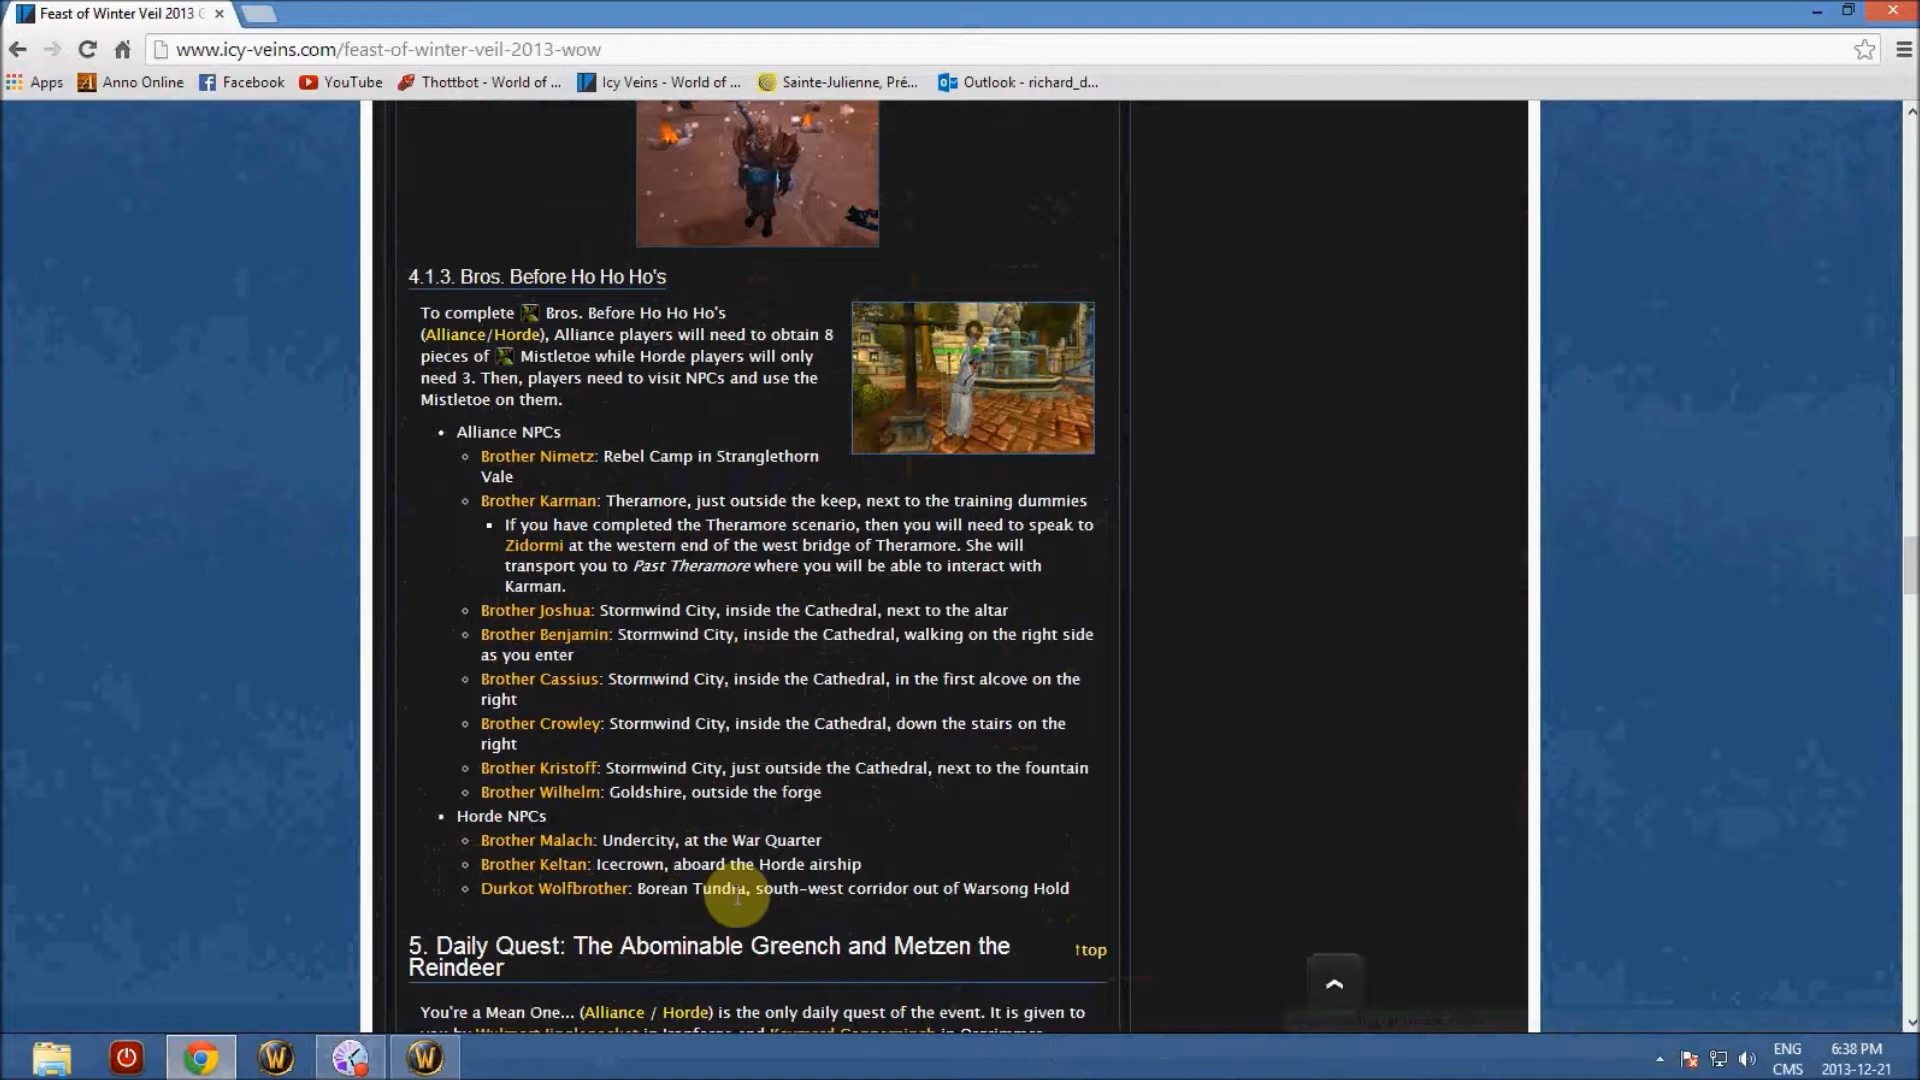 Feast of Winter Veil 2013
www.icy-veins.com/feast-of-winter-veil-2013-wow
Apps Anno Online Facebook YouTube Thottbot - World of ... Icy Veins - World of ... Sainte-Julienne, Pré... Outlook - richard_d...
4.1.3. Bros. Before Ho Ho Ho's
To complete Bros. Before Ho Ho Ho's
(Alliance/Horde), Alliance players will need to obtain 8
pieces of Mistletoe while Horde players will only
need 3. Then, players need to visit NPCs and use the
Mistletoe on them.
• Alliance NPCs
Brother Nimetz: Rebel Camp in Stranglethorn
Vale
Brother Karman: Theramore, just outside the keep, next to the training dummies
If you have completed the Theramore scenario, then you will need to speak to
Zidormi at the western end of the west bridge of Theramore. She will
transport you to Past Theramore where you will be able to interact with
Karman.
Brother Joshua: Stormwind City, inside the Cathedral, next to the altar
Brother Benjamin: Stormwind City, inside the Cathedral, walking on the right side
as you enter
Brother Cassius: Stormwind City, inside the Cathedral, in the first alcove on the
right
Brother Crowley: Stormwind City, inside the Cathedral, down the stairs on the
right
Brother Kristoff: Stormwind City, just outside the Cathedral, next to the fountain
Brother Wilhelm: Goldshire, outside the forge
• Horde NPCs
Brother Malach: Undercity, at the War Quarter
Brother Keltan: Icecrown, aboard the Horde airship
Durkot Wolfbrother: Borean Tundra, south-west corridor out of Warsong Hold
5. Daily Quest: The Abominable Greench and Metzen the
Reindeer
↑top
You're a Mean One... (Alliance / Horde) is the only daily quest of the event. It is given to
ENG
CMS
6:38 PM
2013-12-21